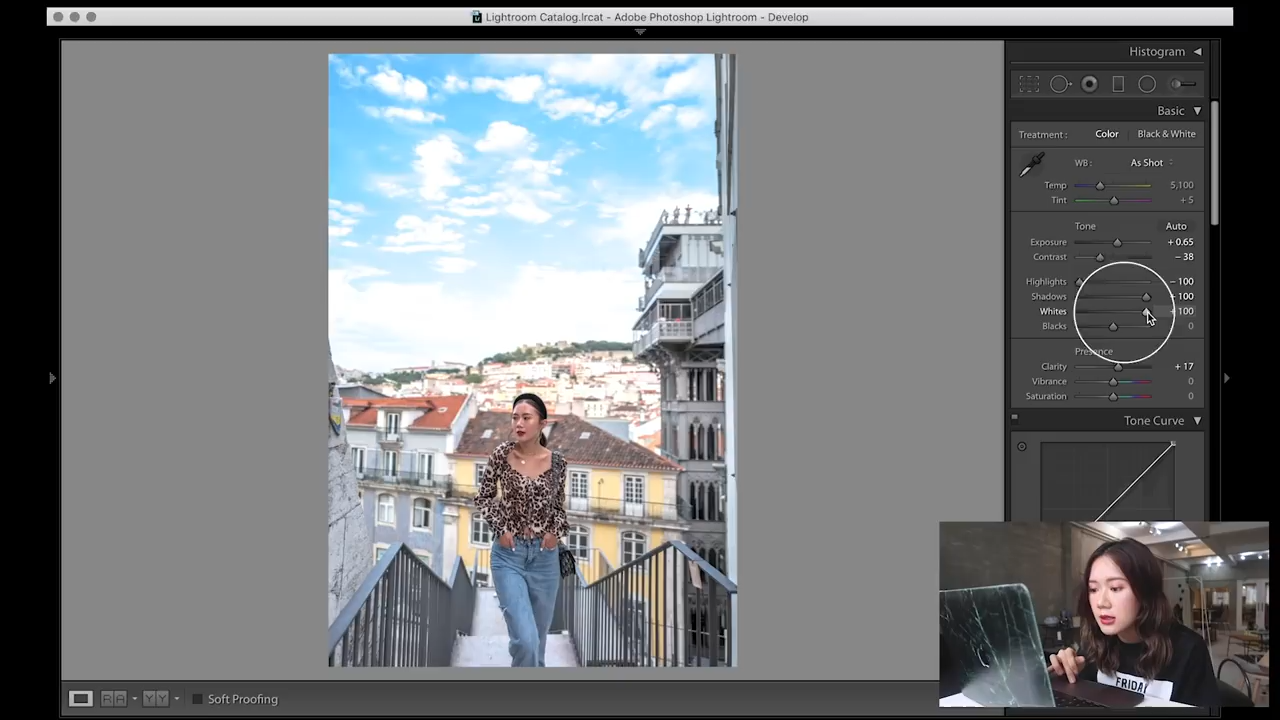 Lightroom Catalog.lrcat - Adobe Photoshop Lightroom - Develop
Histogram
Basic
Treatment : Color Black & White
WB : As Shot
Temp 5,100
Tint + 5
Tone Auto
Exposure + 0.65
Contrast – 38
Highlights – 100
Shadows + 100
Whites + 100
Blacks 0
Presence
Clarity + 17
Vibrance 0
Saturation 0
Tone Curve
R A Y Y Soft Proofing
FRIDAY